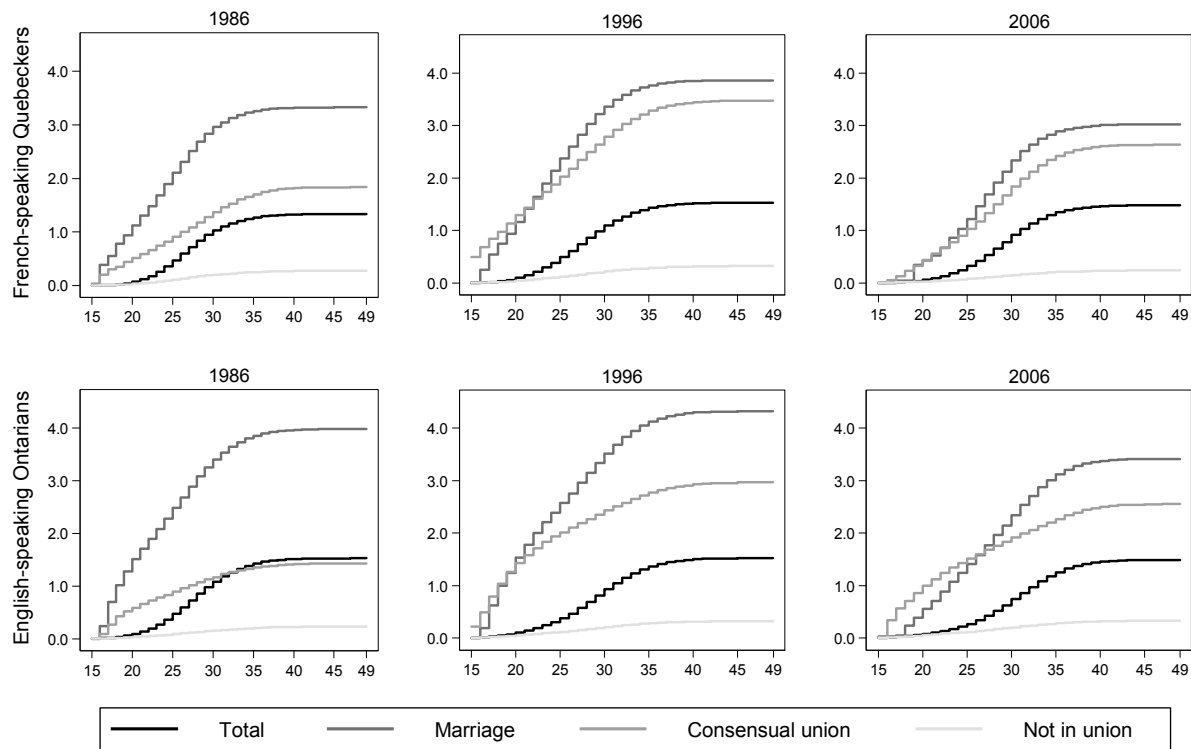 1986 1996 2006
French-speaking Quebeckers
4.0 4.0 4.0
3.0 3.0 3.0
2.0 2.0 2.0
1.0 1.0 1.0
0.0 0.0 0.0
15 20 25 30 35 40 45 49 15 20 25 30 35 40 45 49 15 20 25 30 35 40 45 49
1986 1996 2006
English-speaking Ontarians
4.0 4.0 4.0
3.0 3.0 3.0
2.0 2.0 2.0
1.0 1.0 1.0
0.0 0.0 0.0
15 20 25 30 35 40 45 49 15 20 25 30 35 40 45 49 15 20 25 30 35 40 45 49
Total Marriage Consensual union Not in union